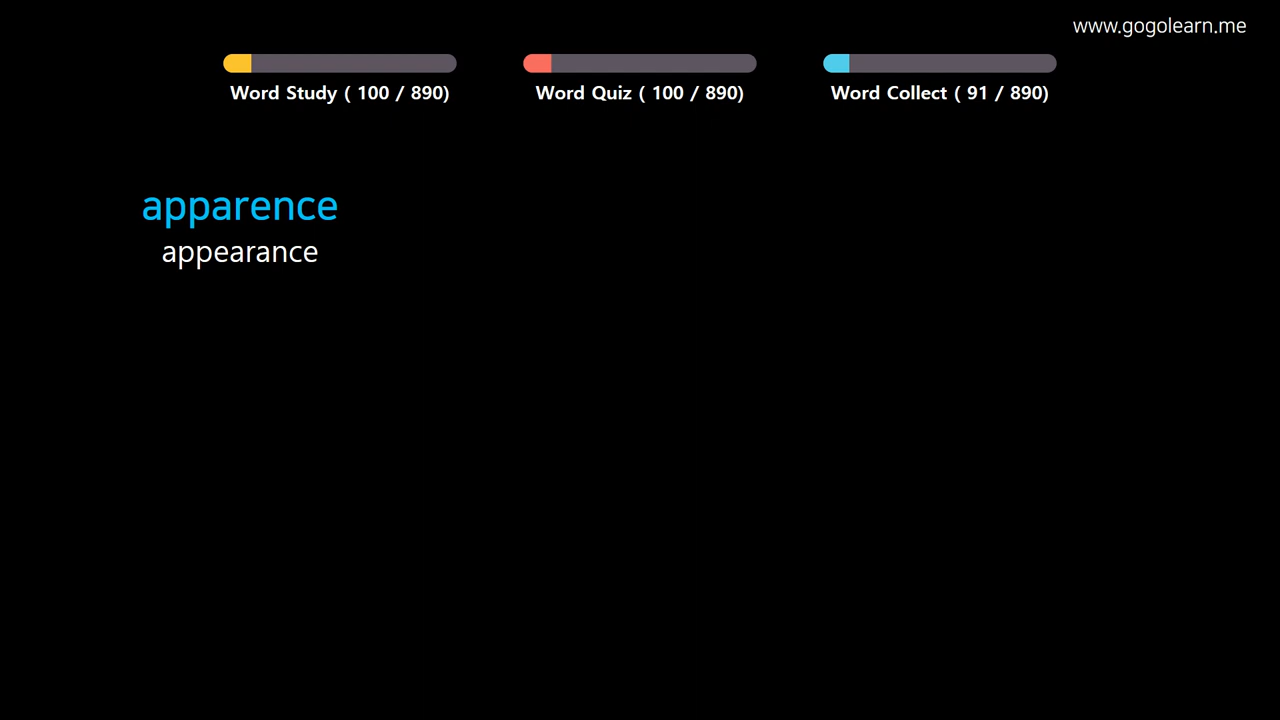 www.gogolearn.me
Word Study ( 100 / 890)
Word Quiz ( 100 / 890)
Word Collect ( 91 / 890)
apparence
appearance